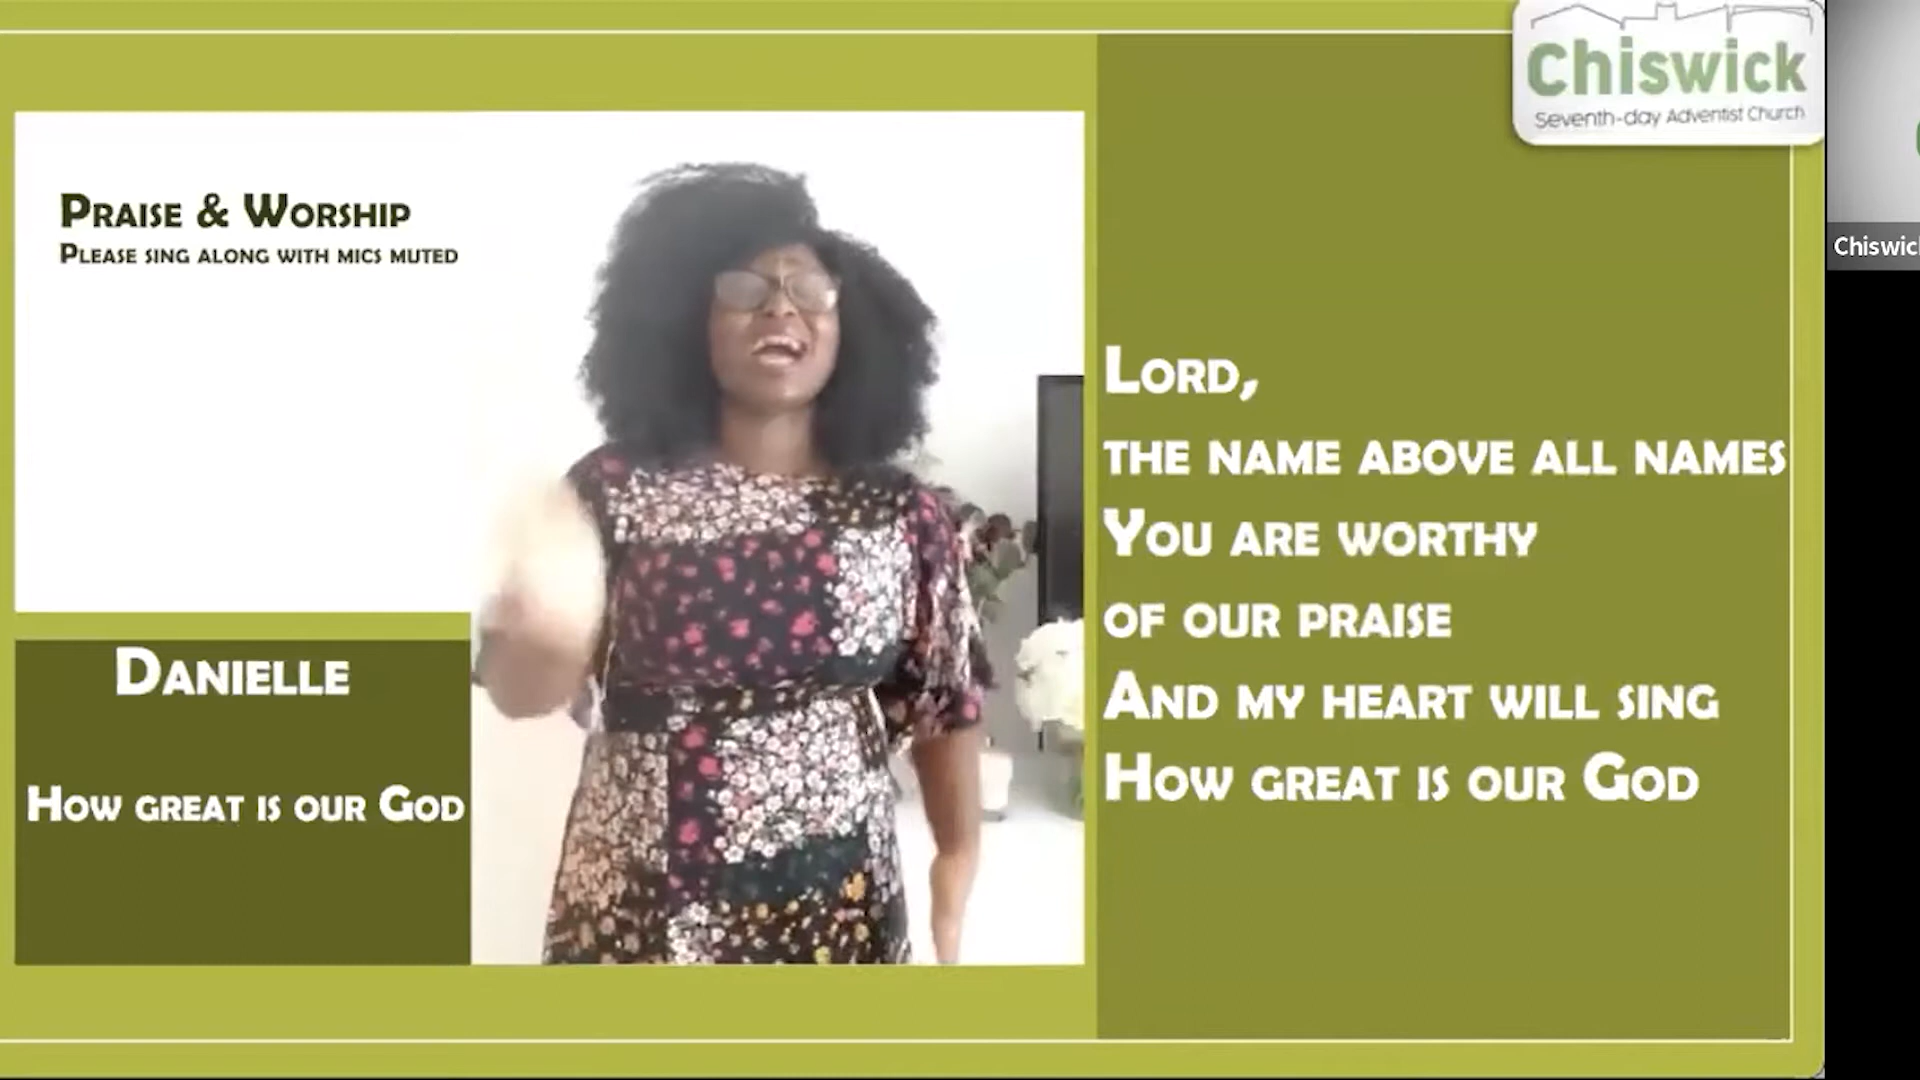 Chiswick
Seventh-day Adventist Church
Praise & Worship
Please sing along with mics muted
Danielle
How great is our God
Lord,
the name above all names
You are worthy
of our praise
And my heart will sing
How great is our God